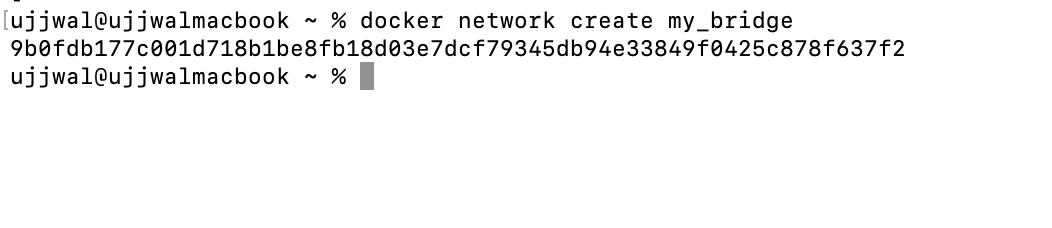 [ujjwal@ujjwalmacbook ~ % docker network create my_bridge
9b0fdb177c001d718b1be8fb18d03e7dcf79345db94e33849f0425c878f637f2
ujjwal@ujjwalmacbook ~ %